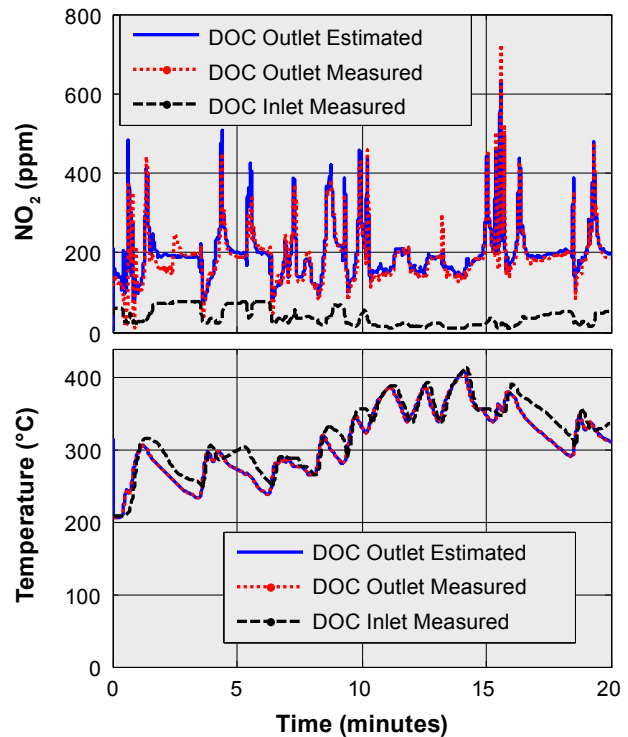 800
600
400
200
0
NO2 (ppm)
DOC Outlet Estimated
DOC Outlet Measured
DOC Inlet Measured
400
300
200
100
0
Temperature (°C)
DOC Outlet Estimated
DOC Outlet Measured
DOC Inlet Measured
0 5 10 15 20
Time (minutes)